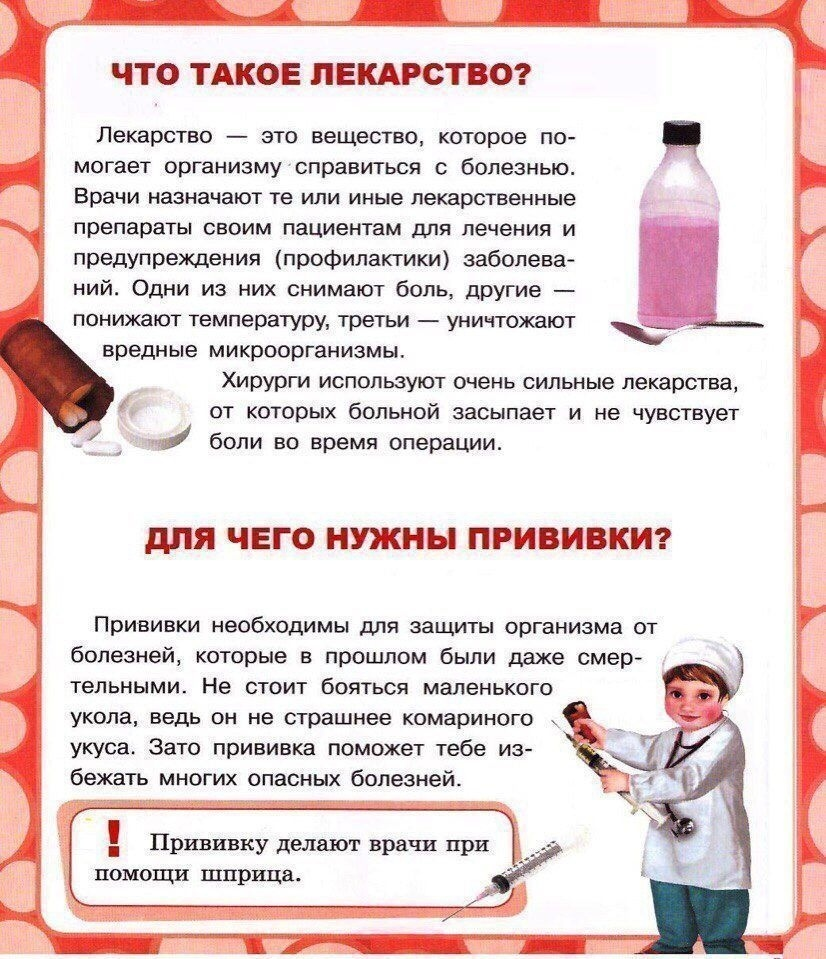 ЧТО ТАКОЕ ЛЕКАРСТВО?
Лекарство — это вещество, которое по-
могает организму справиться с болезнью.
Врачи назначают те или иные лекарственные
препараты своим пациентам для лечения и
предупреждения (профилактики) заболева-
ний. Одни из них снимают боль, другие —
понижают температуру, третьи — уничтожают
вредные микроорганизмы.
Хирурги используют очень сильные лекарства,
от которых больной засыпает и не чувствует
боли во время операции.
ДЛЯ ЧЕГО НУЖНЫ ПРИВИВКИ?
Прививки необходимы для защиты организма от
болезней, которые в прошлом были даже смер-
тельными. Не стоит бояться маленького
укола, ведь он не страшнее комариного
укуса. Зато прививка поможет тебе из-
бежать многих опасных болезней.
! Прививку делают врачи при
помощи шприца.